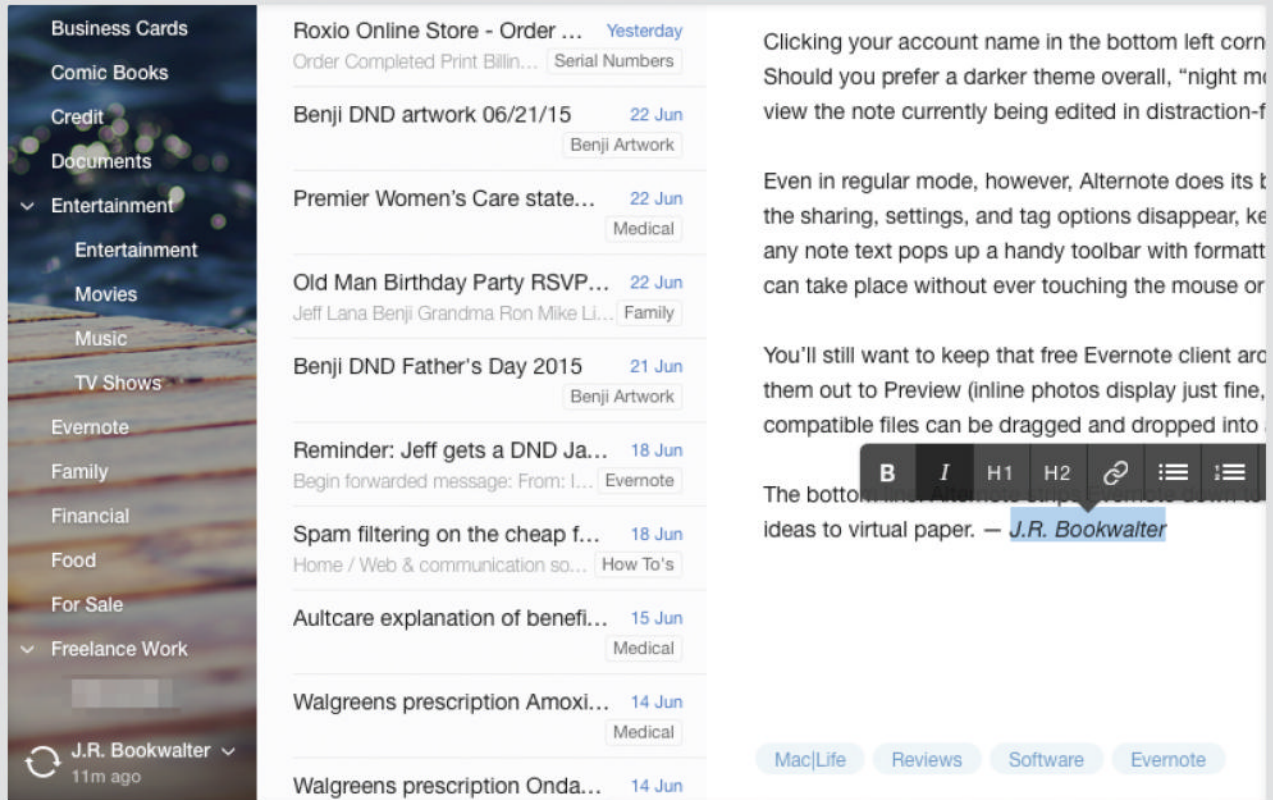 Business Cards
Comic Books
Credit
Documents
Entertainment
Entertainment
Movies
Music
TV Shows
Evernote
Family
Financial
Food
For Sale
Freelance Work
J.R. Bookwalter
11m ago
Roxio Online Store - Order ... Yesterday
Order Completed Print Billin... Serial Numbers
Benji DND artwork 06/21/15 22 Jun
Benji Artwork
Premier Women's Care state... 22 Jun
Medical
Old Man Birthday Party RSVP... 22 Jun
Jeff Lana Benji Grandma Ron Mike Li... Family
Benji DND Father's Day 2015 21 Jun
Benji Artwork
Reminder: Jeff gets a DND Ja... 18 Jun
Begin forwarded message: From: I... Evernote
Spam filtering on the cheap f... 18 Jun
Home / Web & communication so... How To's
Aultcare explanation of benefi... 15 Jun
Medical
Walgreens prescription Amoxi... 14 Jun
Medical
Walgreens prescription Onda... 14 Jun
Clicking your account name in the bottom left corn
Should you prefer a darker theme overall, “night mo
view the note currently being edited in distraction-f
Even in regular mode, however, Alternote does its b
the sharing, settings, and tag options disappear, ke
any note text pops up a handy toolbar with formatt
can take place without ever touching the mouse or
You'll still want to keep that free Evernote client aro
them out to Preview (inline photos display just fine,
compatible files can be dragged and dropped into
B I H1 H2
The bottom line: Alternote strips Evernote down to
ideas to virtual paper. — J.R. Bookwalter
Mac|Life Reviews Software Evernote